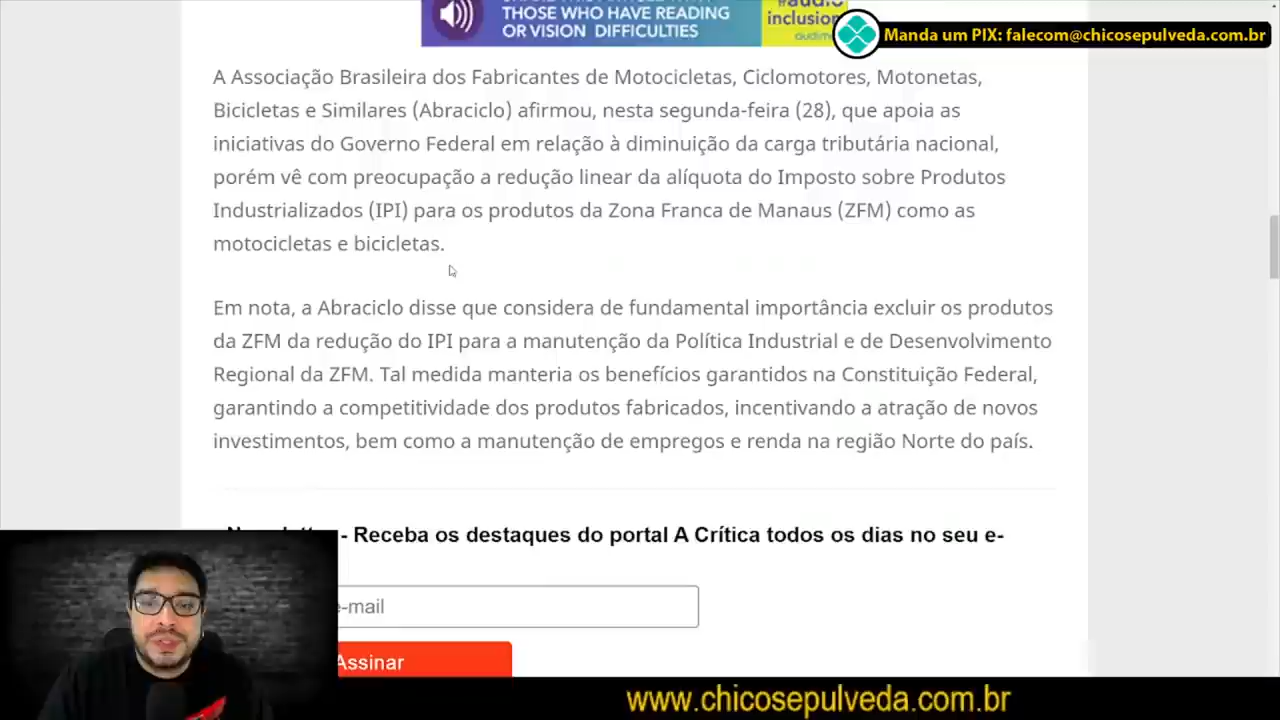 THOSE WHO HAVE READING
OR VISION DIFFICULTIES
inclusion
Manda um PIX: falecom@chicosepulveda.com.br
A Associação Brasileira dos Fabricantes de Motocicletas, Ciclomotores, Motonetas,
Bicicletas e Similares (Abraciclo) afirmou, nesta segunda-feira (28), que apoia as
iniciativas do Governo Federal em relação à diminuição da carga tributária nacional,
porém vê com preocupação a redução linear da alíquota do Imposto sobre Produtos
Industrializados (IPI) para os produtos da Zona Franca de Manaus (ZFM) como as
motocicletas e bicicletas.
Em nota, a Abraciclo disse que considera de fundamental importância excluir os produtos
da ZFM da redução do IPI para a manutenção da Política Industrial e de Desenvolvimento
Regional da ZFM. Tal medida manteria os benefícios garantidos na Constituição Federal,
garantindo a competitividade dos produtos fabricados, incentivando a atração de novos
investimentos, bem como a manutenção de empregos e renda na região Norte do país.
- Receba os destaques do portal A Crítica todos os dias no seu e-
e-mail
Assinar
www.chicosepulveda.com.br